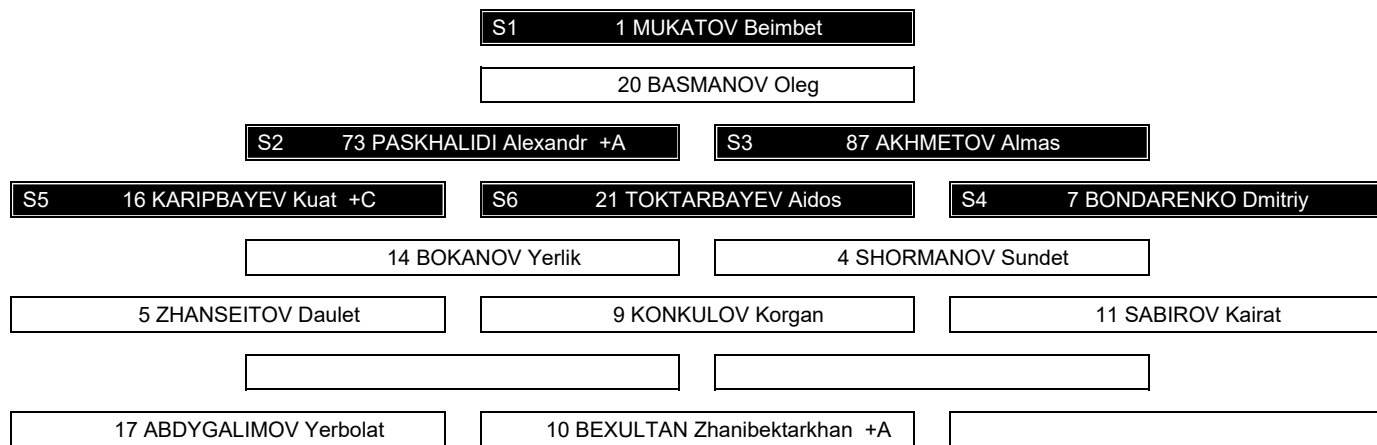 S1 1 MUKATOV Beimbet
20 BASMANOV Oleg
S2 73 PASKHALIDI Alexandr +A
S3 87 AKHMETOV Almas
S5 16 KARIPBAYEV Kuat +C
S6 21 TOKTARBAYEV Aidos
S4 7 BONDARENKO Dmitriy
14 BOKANOV Yerlik
4 SHORMANOV Sundet
5 ZHANSEITOV Daulet
9 KONKULOV Korgan
11 SABIROV Kairat
17 ABDYGALIMOV Yerbolat
10 BEXULTAN Zhanibektarkhan +A